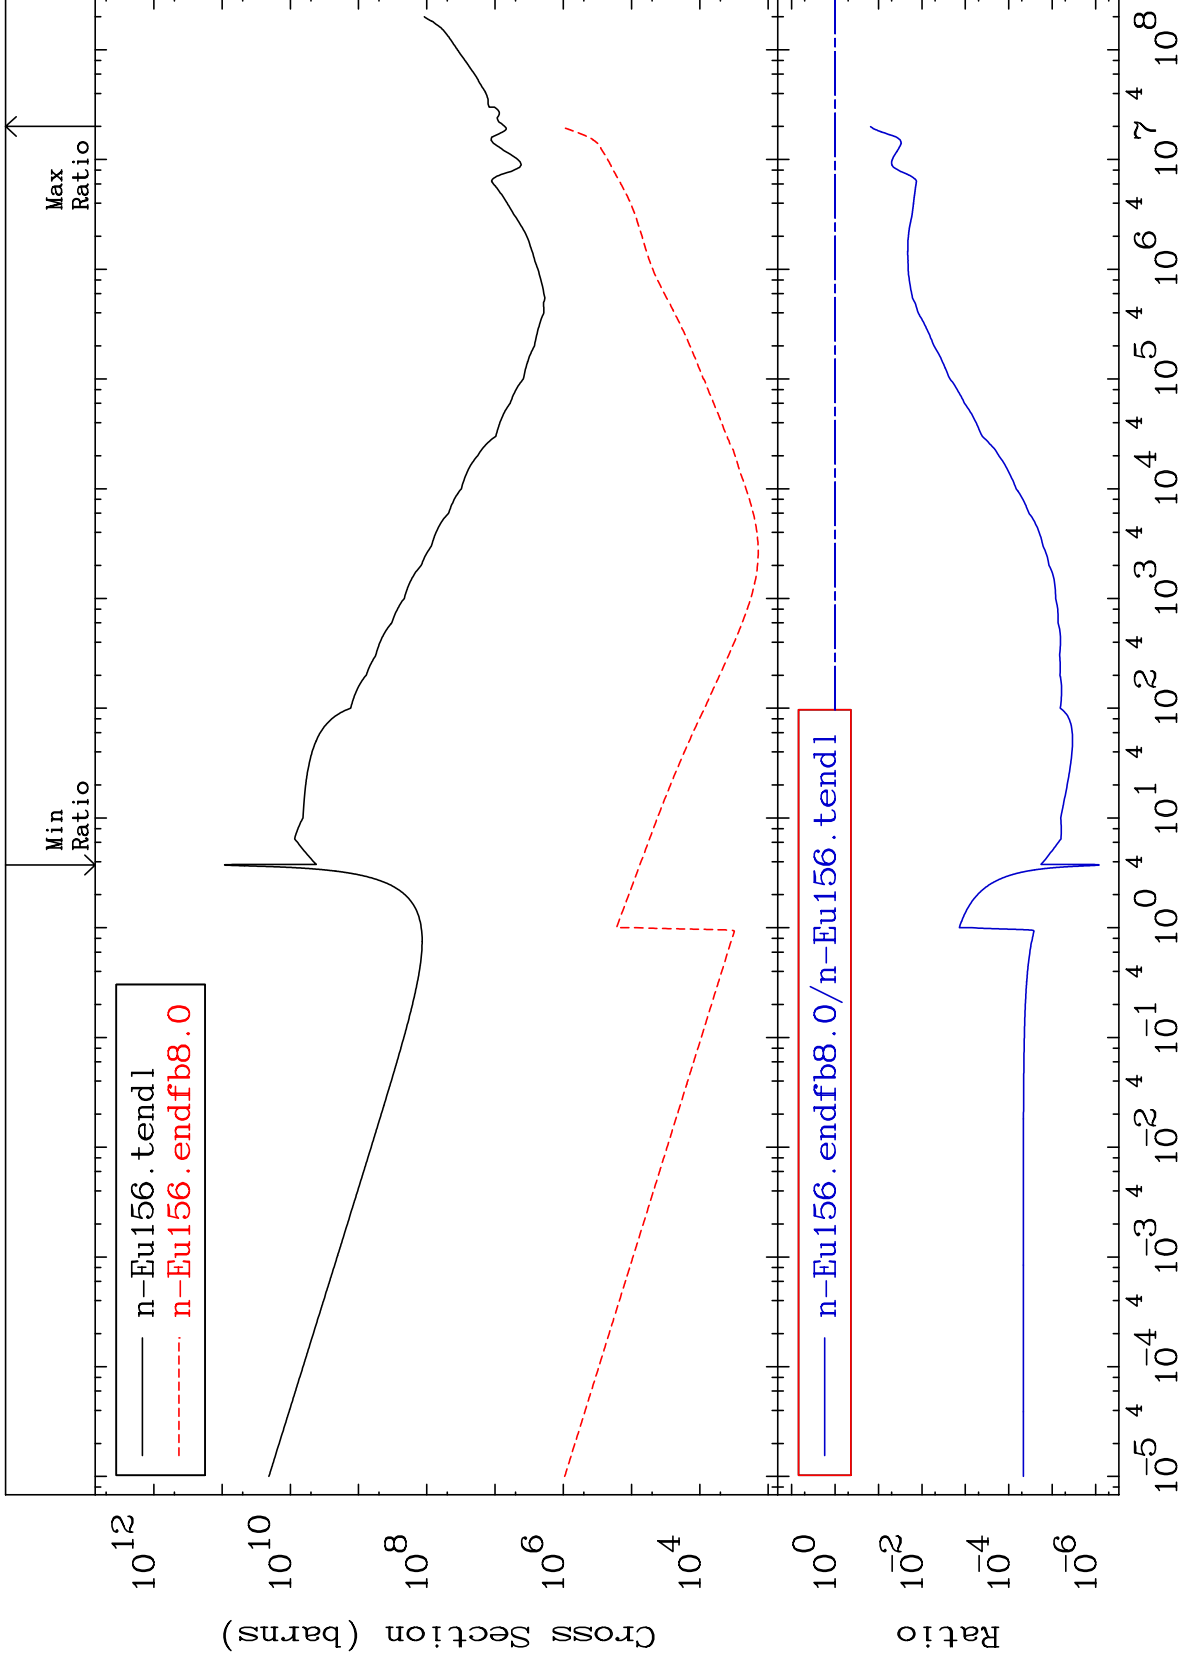 Max
Ratio
Min
Ratio
n-Eu156.tendl
n-Eu156.endfb8.0
10^12
10^10
10^8
10^6
10^4
Cross Section (barns)
n-Eu156.endfb8.0/n-Eu156.tendl
10^0
10^-2
10^-4
10^-6
Ratio
10^-5 4 10^-4 4 10^-3 4 10^-2 4 10^-1 4 10^0 4 10^1 4 10^2 4 10^3 4 10^4 4 10^5 4 10^6 4 10^7 4 10^8